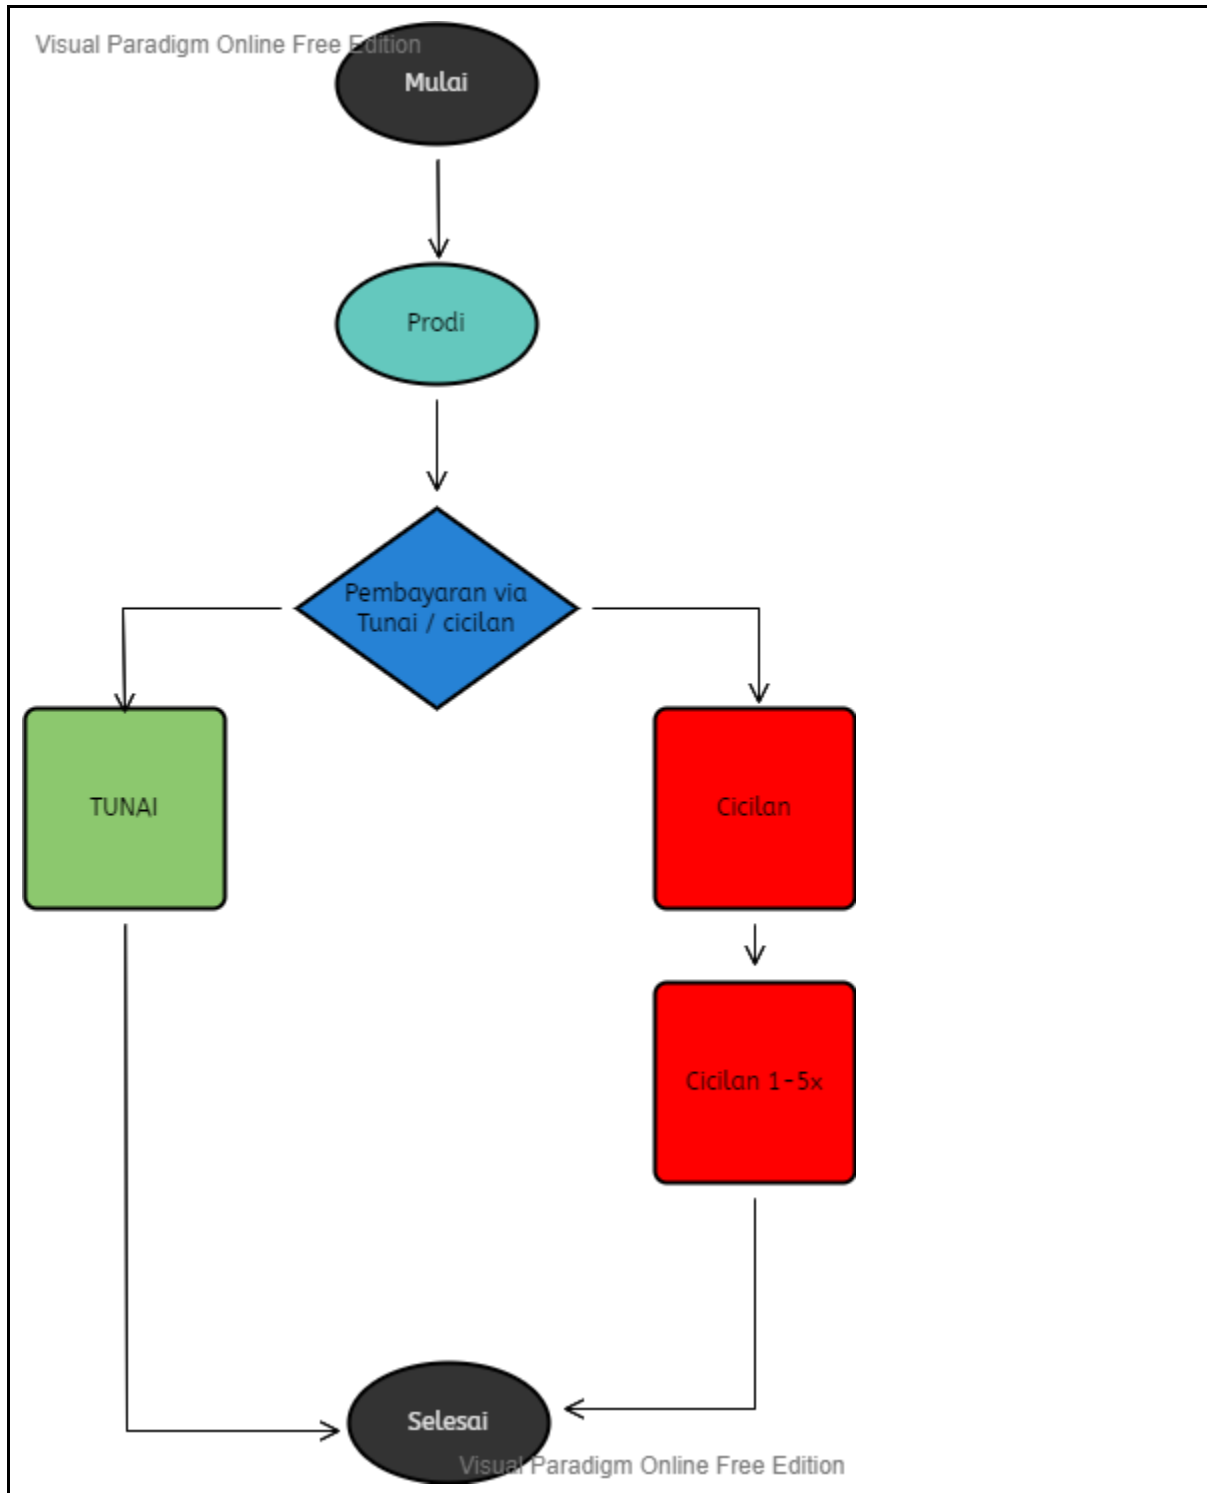 Visual Paradigm Online Free Edition
Mulai
Prodi
Pembayaran via
Tunai / cicilan
TUNAI
Cicilan
Cicilan 1-5x
Selesai
Visual Paradigm Online Free Edition